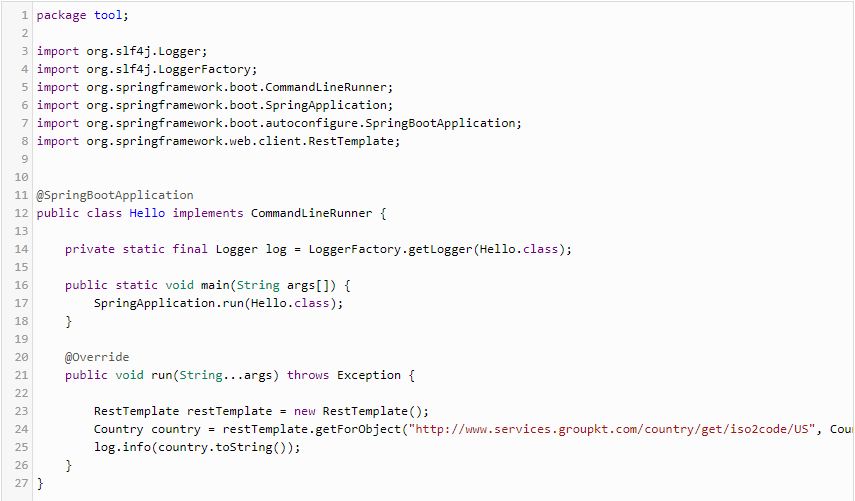 1 package tool;
2
3 import org.slf4j.Logger;
4 import org.slf4j.LoggerFactory;
5 import org.springframework.boot.CommandLineRunner;
6 import org.springframework.boot.SpringApplication;
7 import org.springframework.boot.autoconfigure.SpringBootApplication;
8 import org.springframework.web.client.RestTemplate;
9
10
11 @SpringBootApplication
12 public class Hello implements CommandLineRunner {
13
14     private static final Logger log = LoggerFactory.getLogger(Hello.class);
15
16     public static void main(String args[]) {
17         SpringApplication.run(Hello.class);
18     }
19
20     @Override
21     public void run(String...args) throws Exception {
22
23         RestTemplate restTemplate = new RestTemplate();
24         Country country = restTemplate.getForObject("http://www.services.groupkt.com/country/get/iso2code/US", Cou
25         log.info(country.toString());
26     }
27 }